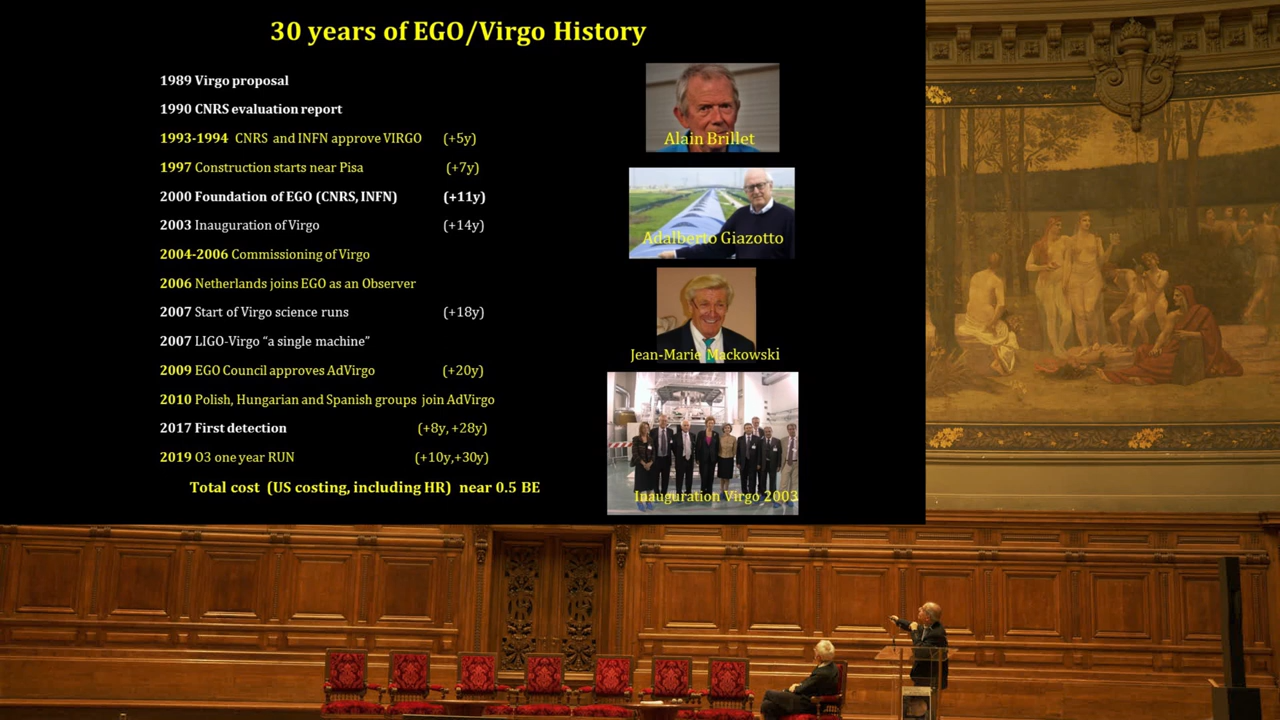 30 years of EGO/Virgo History
1989 Virgo proposal
1990 CNRS evaluation report
1993-1994 CNRS and INFN approve VIRGO (+5y)
1997 Construction starts near Pisa (+7y)
2000 Foundation of EGO (CNRS, INFN) (+11y)
2003 Inauguration of Virgo (+14y)
2004-2006 Commissioning of Virgo
2006 Netherlands joins EGO as an Observer
2007 Start of Virgo science runs (+18y)
2007 LIGO-Virgo “a single machine”
2009 EGO Council approves AdVirgo (+20y)
2010 Polish, Hungarian and Spanish groups join AdVirgo
2017 First detection (+8y, +28y)
2019 O3 one year RUN (+10y,+30y)
Total cost (US costing, including HR) near 0.5 BE
Alain Brillet
Adalberto Giazotto
Jean-Marie Mackowski
Inauguration Virgo 2003